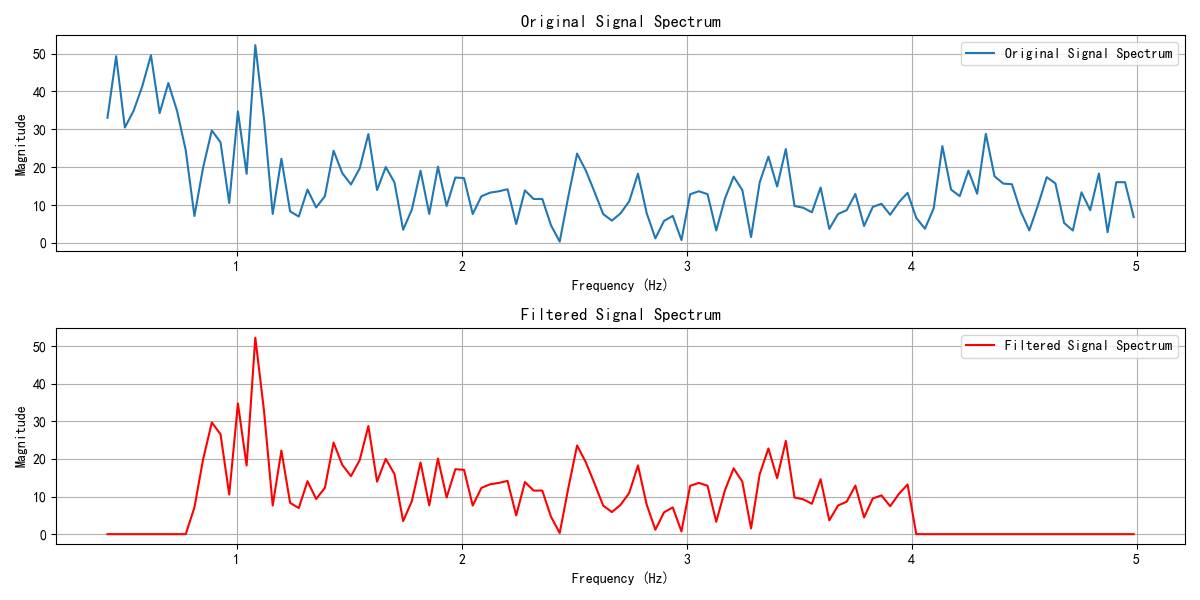 Original Signal Spectrum
Original Signal Spectrum
Magnitude
50
40
30
20
10
0
1
2
3
4
5
Frequency (Hz)
Filtered Signal Spectrum
Filtered Signal Spectrum
Magnitude
50
40
30
20
10
0
1
2
3
4
5
Frequency (Hz)